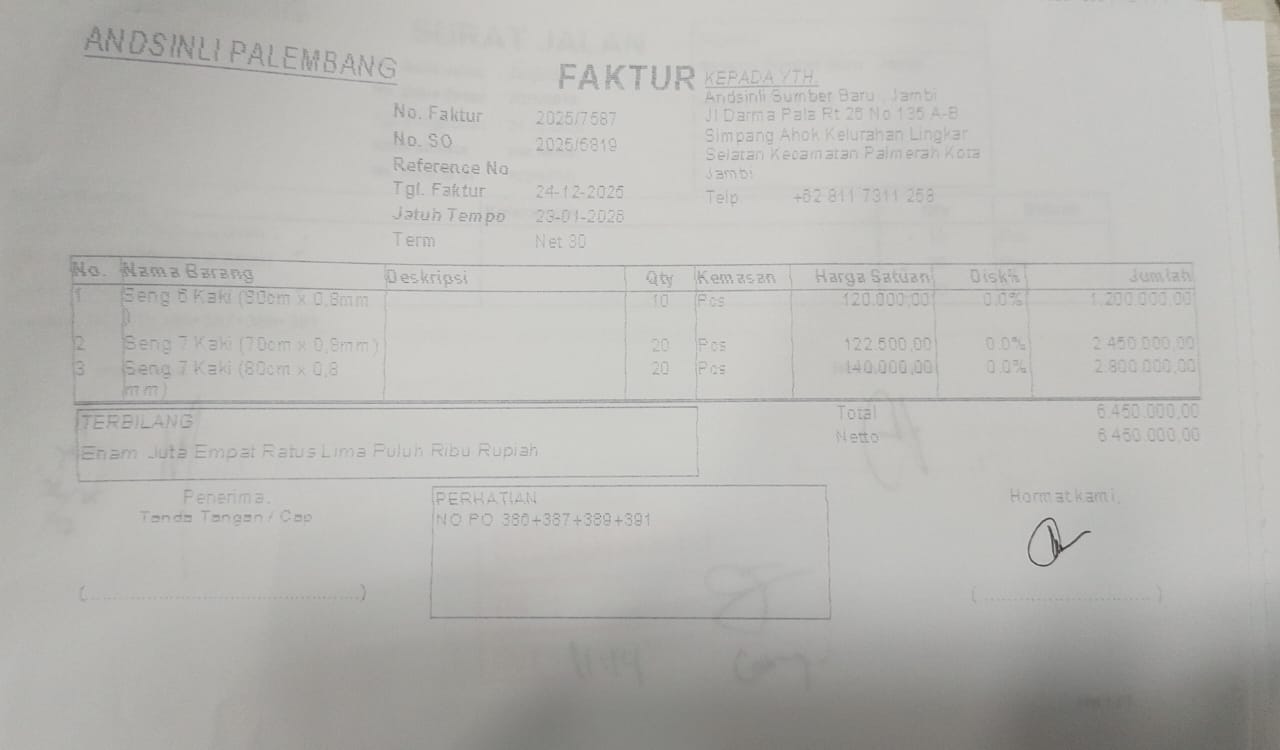 ANDSINLI PALEMBANG
FAKTUR
KEPADA YTH.
Andsinli Sumber Baru , Jambi
Jl Darma Pala Rt 26 No 135 A-B
Simpang Ahok Kelurahan Lingkar
Selatan Kecamatan Palmerah Kota
Jambi
Telp +62 811 7311 268
No. Faktur 2025/7587
No. SO 2025/6819
Reference No
Tgl. Faktur 24-12-2025
Jatuh Tempo 23-01-2026
Term Net 30
No. Nama Barang Deskripsi Qty Kemasan Harga Satuan Disk% Jumlah
1 Seng 6 Kaki (80cm x 0,8mm 10 Pcs 120.000,00 0.0% 1.200.000,00
)
2 Seng 7 Kaki (70cm x 0,8mm) 20 Pcs 122.500,00 0.0% 2.450.000,00
3 Seng 7 Kaki (80cm x 0,8 20 Pcs 140.000,00 0.0% 2.800.000,00
mm)
Total 6.450.000,00
Netto 6.450.000,00
TERBILANG
Enam Juta Empat Ratus Lima Puluh Ribu Rupiah
Penerima,
Tanda Tangan / Cap
PERHATIAN
NO PO 386+387+389+391
Hormat kami,